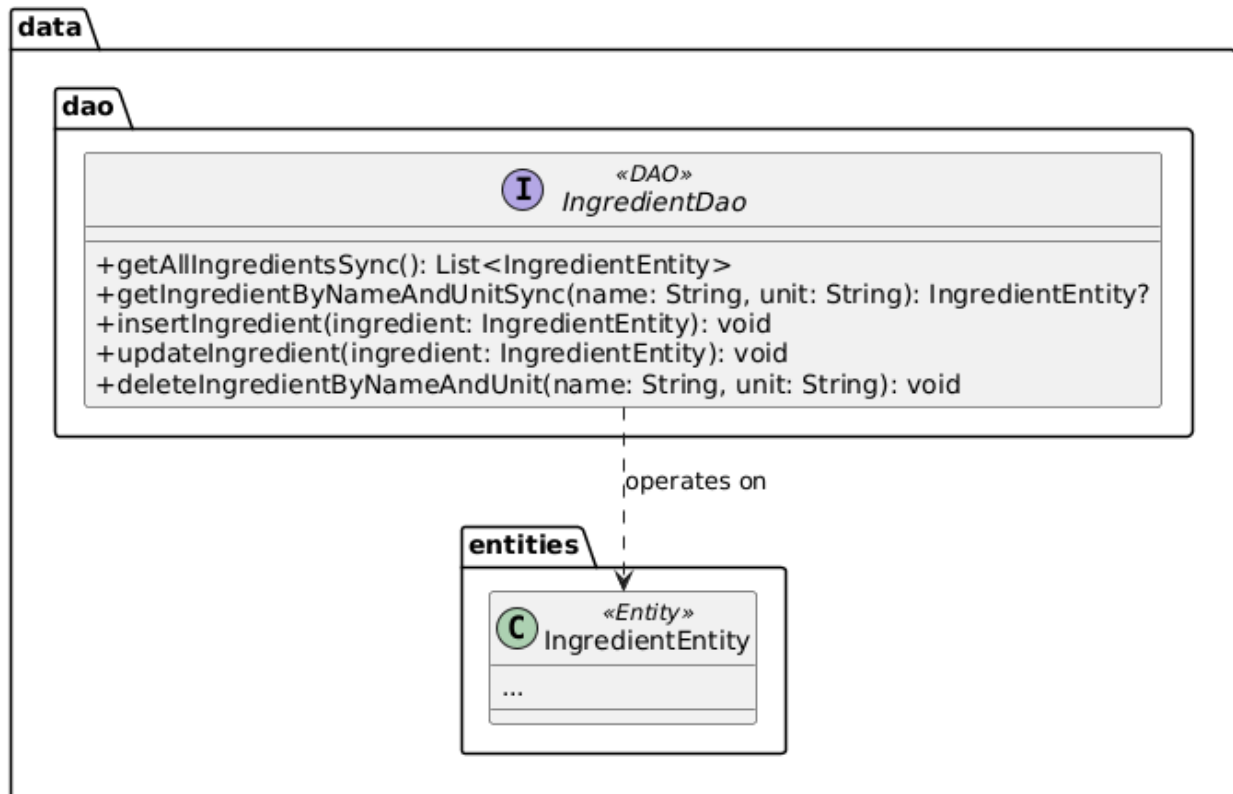 data
dao
I
«DAO»
IngredientDao
+getAllIngredientsSync(): List<IngredientEntity>
+getIngredientByNameAndUnitSync(name: String, unit: String): IngredientEntity?
+insertIngredient(ingredient: IngredientEntity): void
+updateIngredient(ingredient: IngredientEntity): void
+deleteIngredientByNameAndUnit(name: String, unit: String): void
operates on
entities
C
«Entity»
IngredientEntity
...